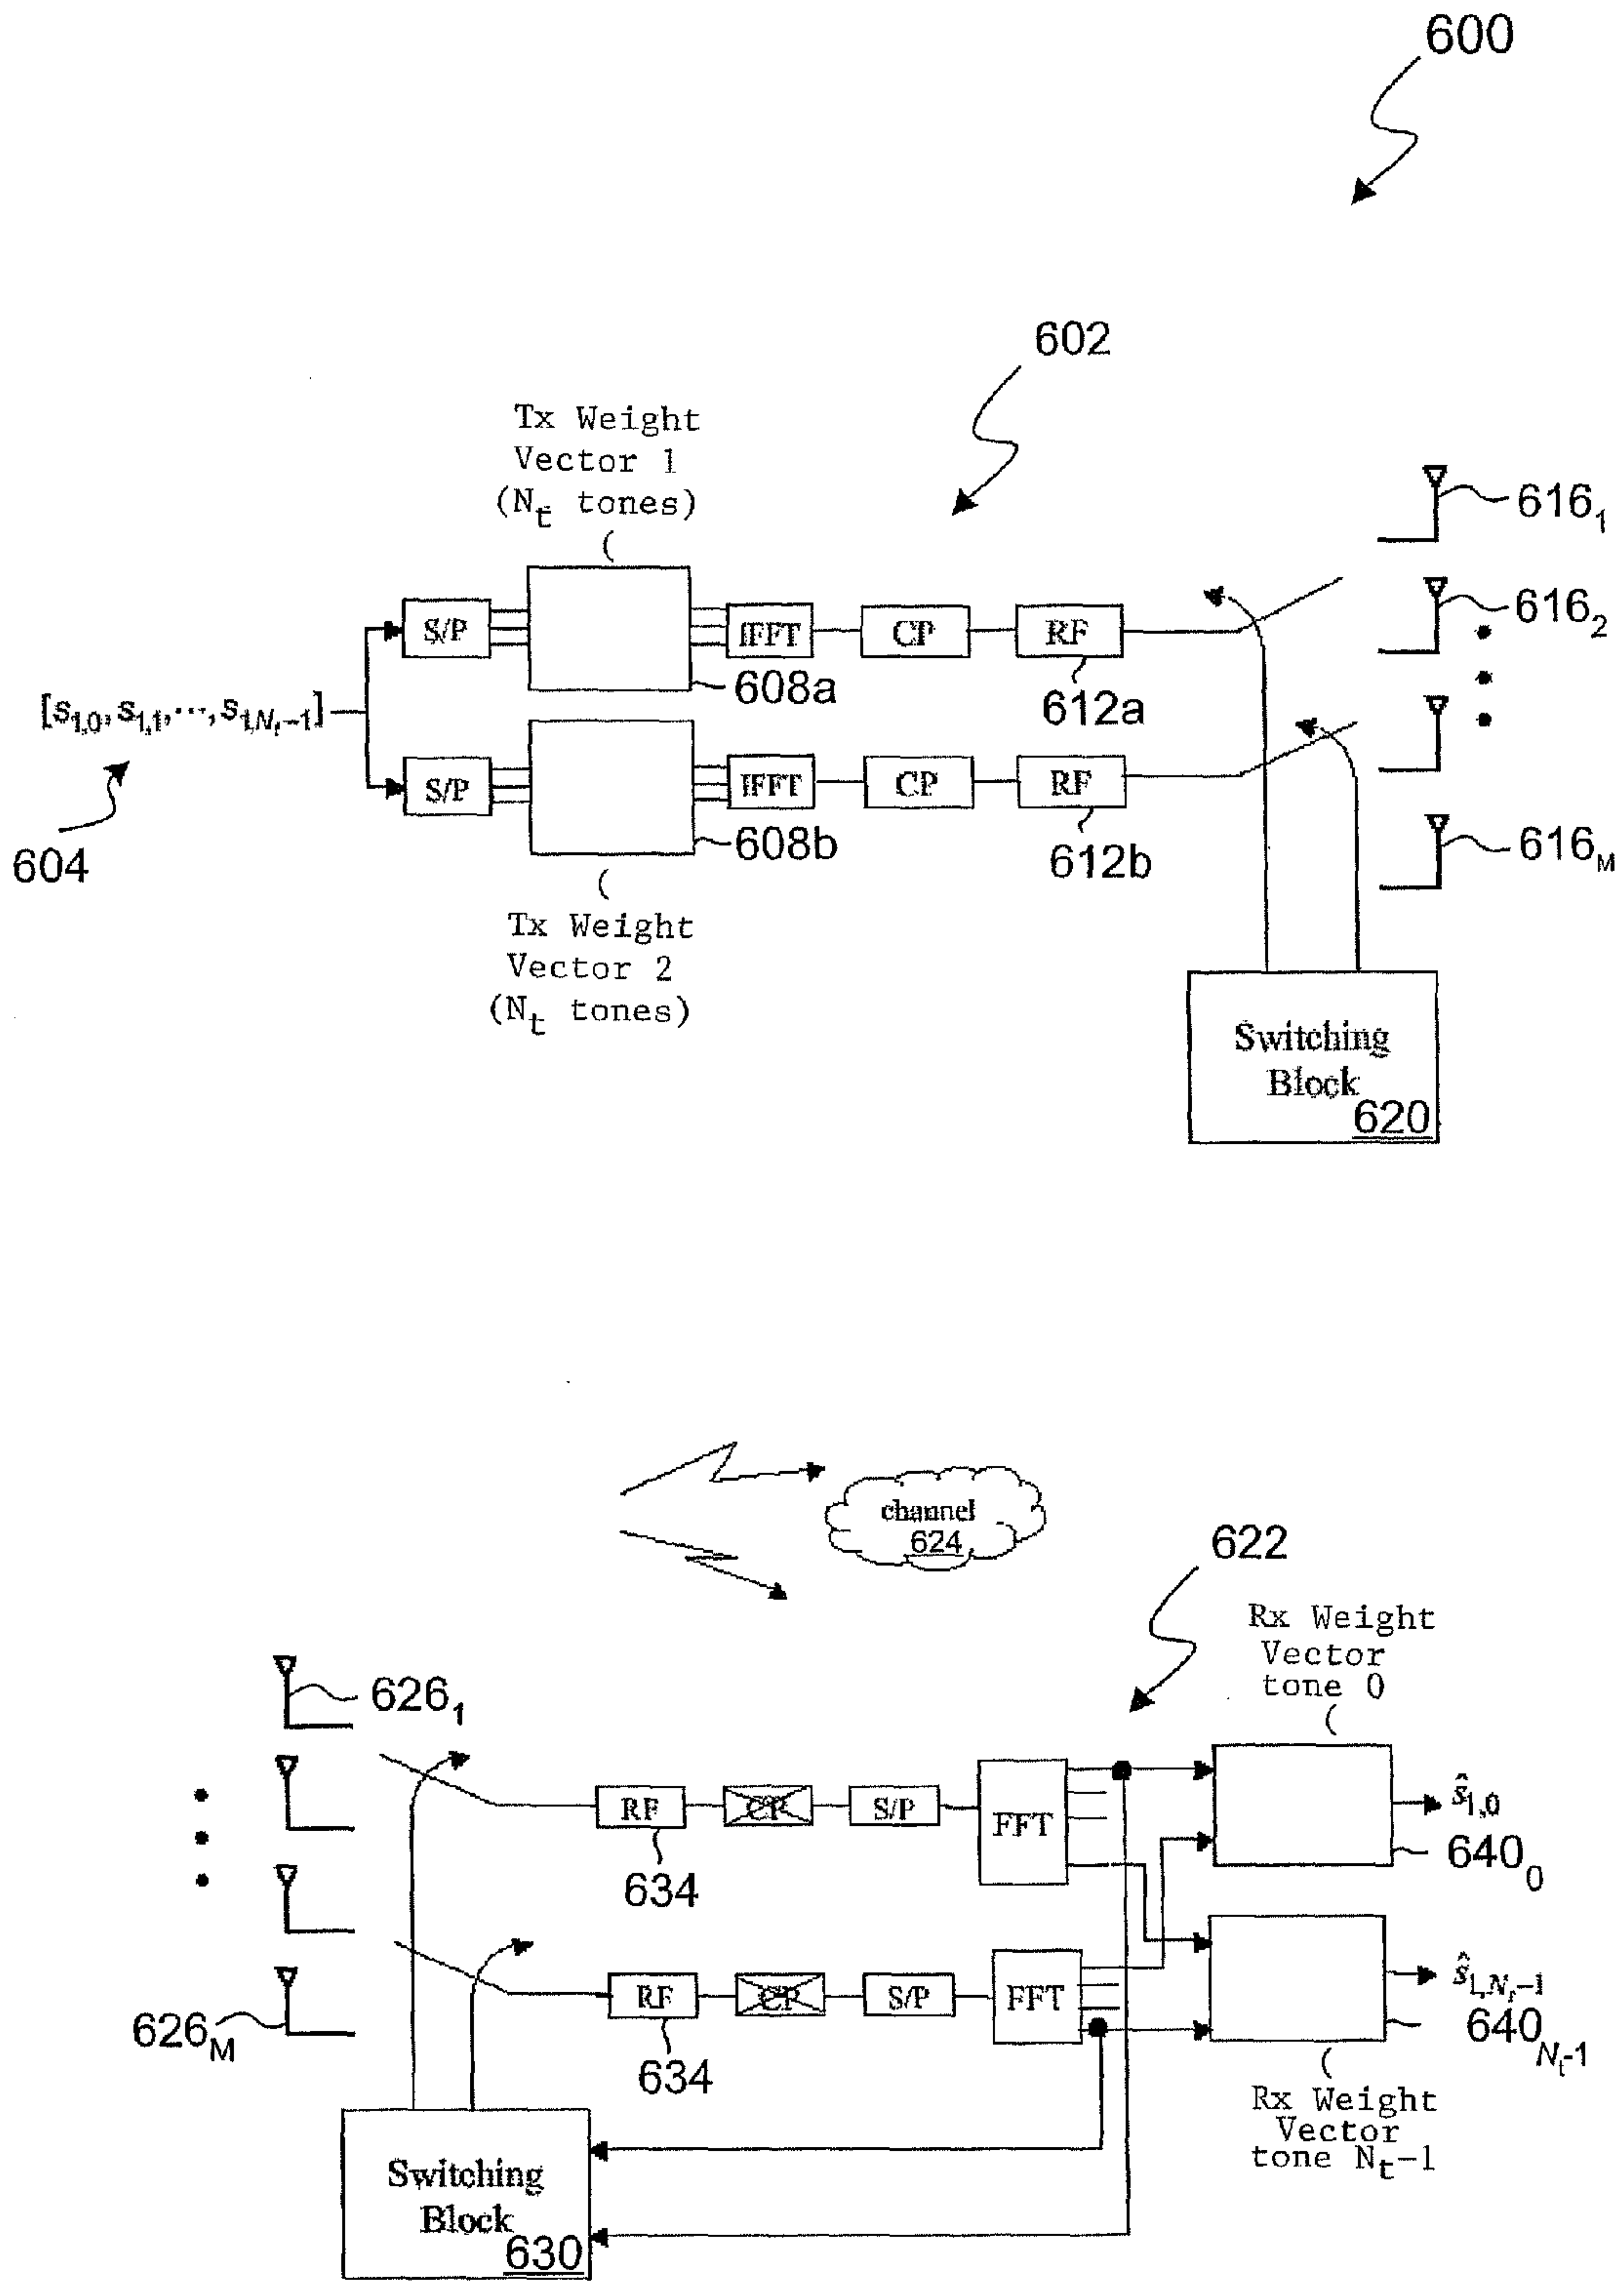 600
602
Tx Weight
Vector 1
(Nₜ tones)
616₁
616₂
S/P
IFFT
CP
RF
608a
612a
[s₁,₀, s₁,₁, ⋯, s₁,Nₜ₋₁]
S/P
IFFT
CP
RF
608b
612b
604
616M
Tx Weight
Vector 2
(Nₜ tones)
Switching
Block
620
channel
624
622
Rx Weight
Vector
tone 0
626₁
RF
CP
S/P
FFT
ŝ₁,₀
634
640₀
RF
CP
S/P
FFT
ŝ₁,Nₜ₋₁
626M
634
640Nₜ₋₁
Rx Weight
Vector
tone Nₜ-1
Switching
Block
630